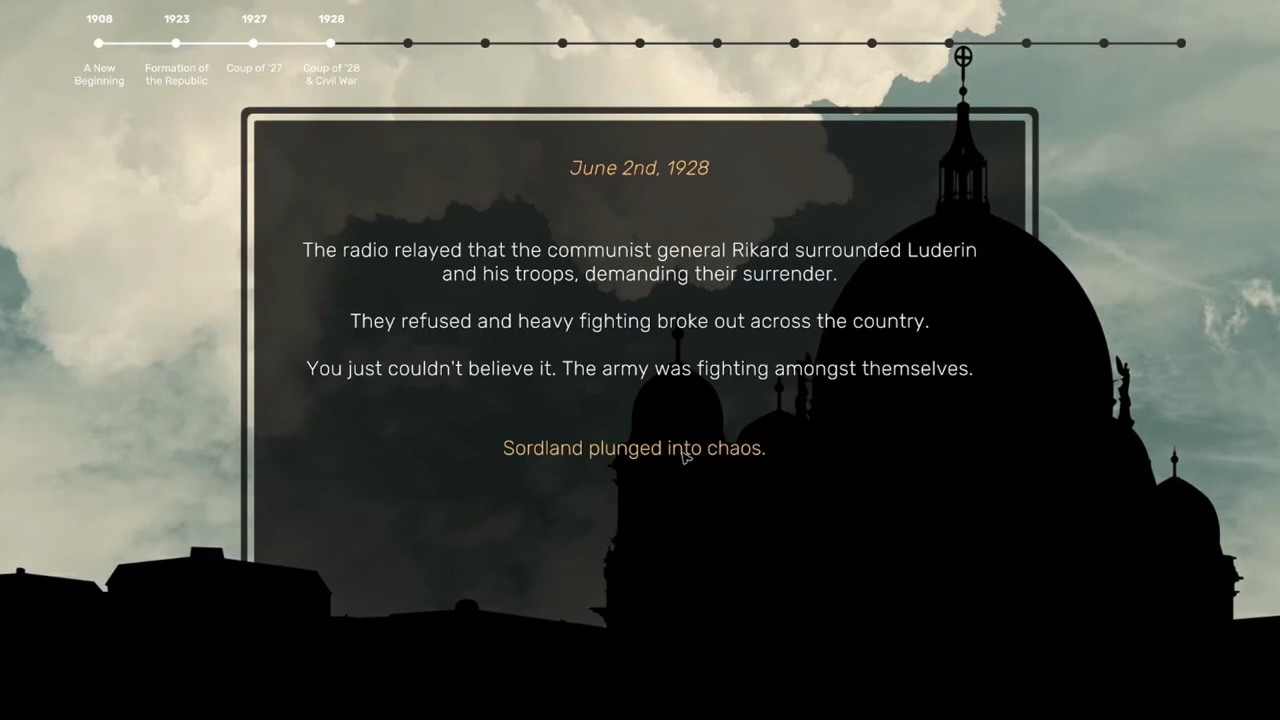 1908
1923
1927
1928
A New
Beginning
Formation of
the Republic
Coup of '27
Coup of '28
& Civil War
June 2nd, 1928
The radio relayed that the communist general Rikard surrounded Luderin
and his troops, demanding their surrender.
They refused and heavy fighting broke out across the country.
You just couldn't believe it. The army was fighting amongst themselves.
Sordland plunged into chaos.